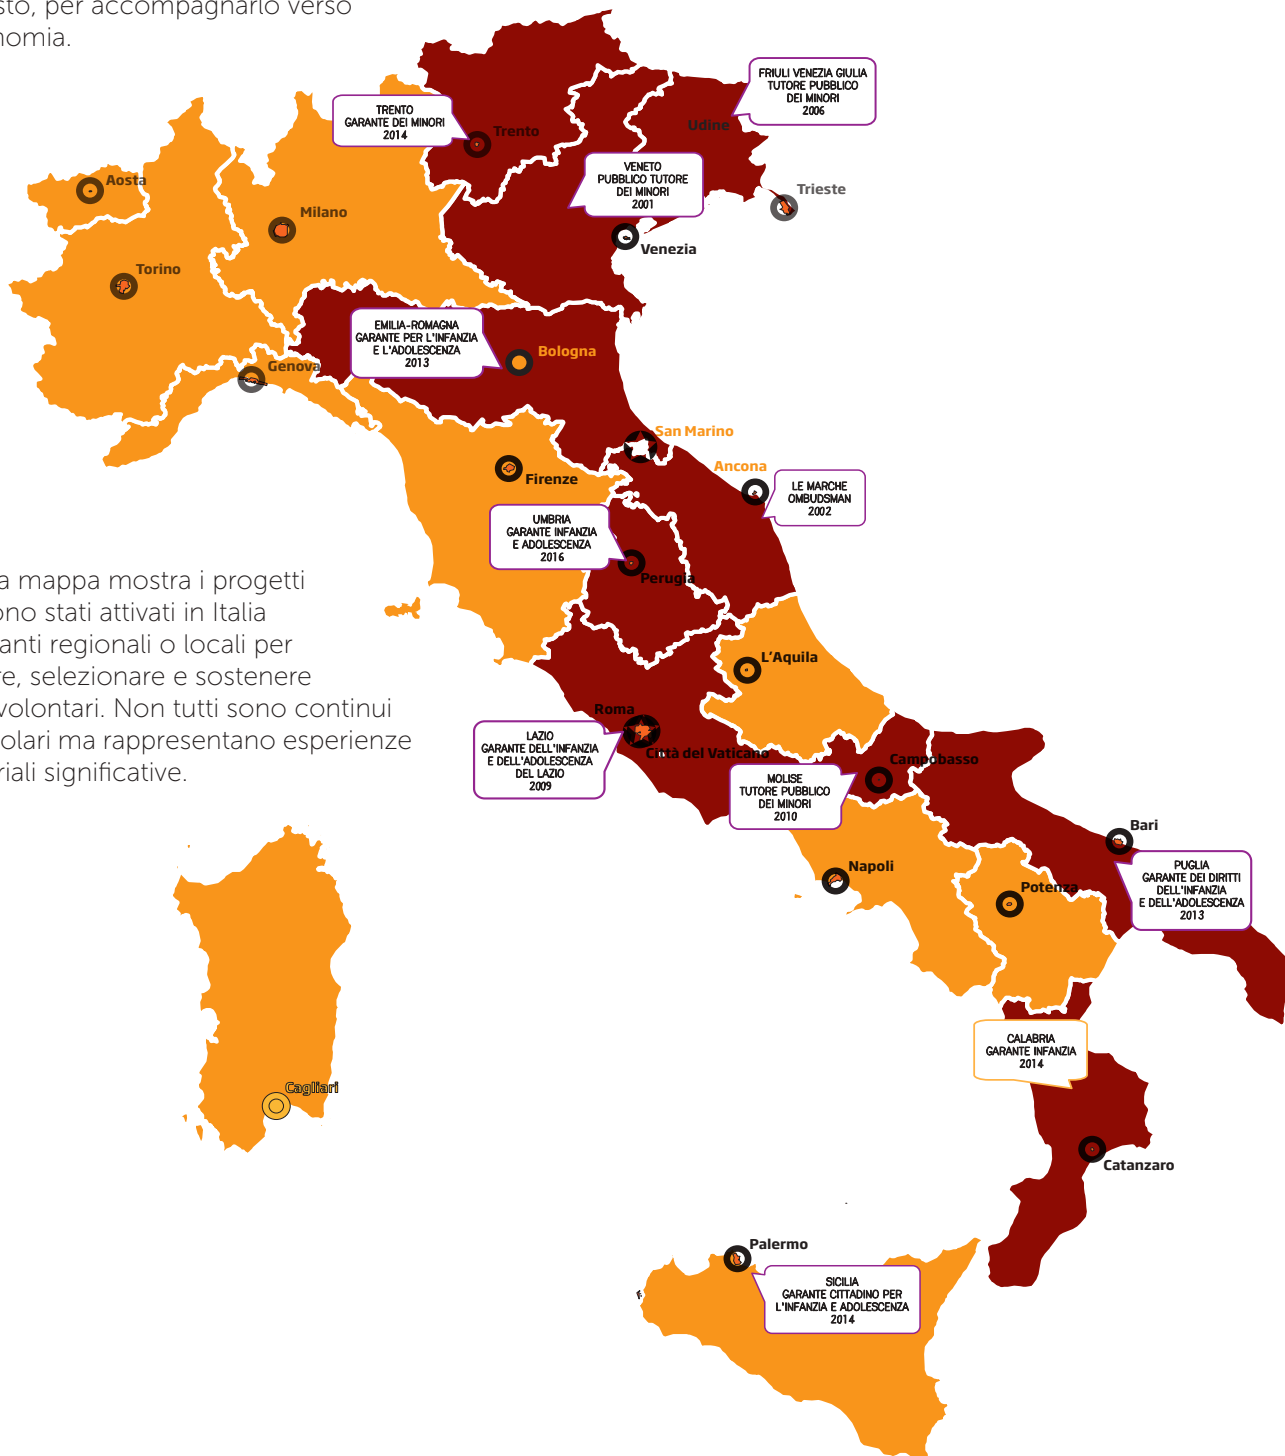 sto, per accompagnarlo verso
nomia.
FRIULI VENEZIA GIULIA
TUTORE PUBBLICO
DEI MINORI
2006
TRENTO
GARANTE DEI MINORI
2014
Trento
Udine
VENETO
PUBBLICO TUTORE
DEI MINORI
2001
Aosta
Trieste
Milano
Venezia
Torino
EMILIA-ROMAGNA
GARANTE PER L'INFANZIA
E L'ADOLESCENZA
2013
Bologna
Genova
San Marino
Ancona
Firenze
LE MARCHE
OMBUDSMAN
2002
UMBRIA
GARANTE INFANZIA
E ADOLESCENZA
2016
Perugia
a mappa mostra i progetti
ono stati attivati in Italia
anti regionali o locali per
re, selezionare e sostenere
volontari. Non tutti sono continui
olari ma rappresentano esperienze
riali significative.
L'Aquila
Roma
Città del Vaticano
LAZIO
GARANTE DELL'INFANZIA
E DELL'ADOLESCENZA
DEL LAZIO
2009
Campobasso
MOLISE
TUTORE PUBBLICO
DEI MINORI
2010
Bari
Napoli
PUGLIA
GARANTE DEI DIRITTI
DELL'INFANZIA
E DELL'ADOLESCENZA
2013
Potenza
CALABRIA
GARANTE INFANZIA
2014
Cagliari
Catanzaro
Palermo
SICILIA
GARANTE CITTADINO PER
L'INFANZIA E ADOLESCENZA
2014